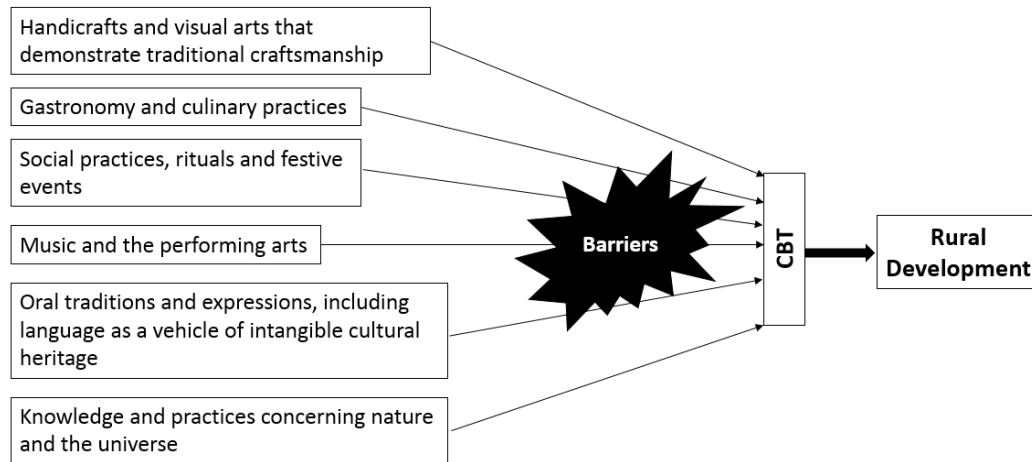 Handicrafts and visual arts that
demonstrate traditional craftsmanship
Gastronomy and culinary practices
Social practices, rituals and festive
events
Music and the performing arts
Oral traditions and expressions, including
language as a vehicle of intangible cultural
heritage
Knowledge and practices concerning nature
and the universe
Barriers
CBT
Rural
Development